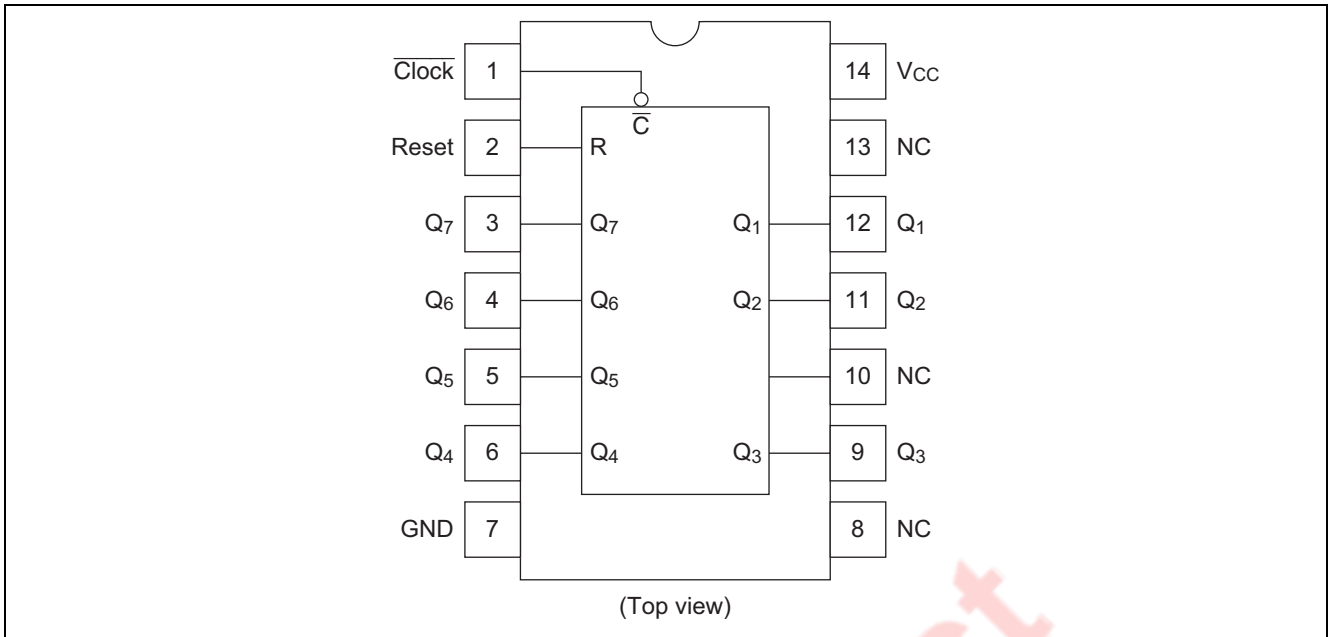 Clock 1 14 VCC
C
Reset 2 R 13 NC
Q7 3 Q7 Q1 12 Q1
Q6 4 Q6 Q2 11 Q2
Q5 5 Q5 10 NC
Q4 6 Q4 Q3 9 Q3
GND 7 8 NC
(Top view)